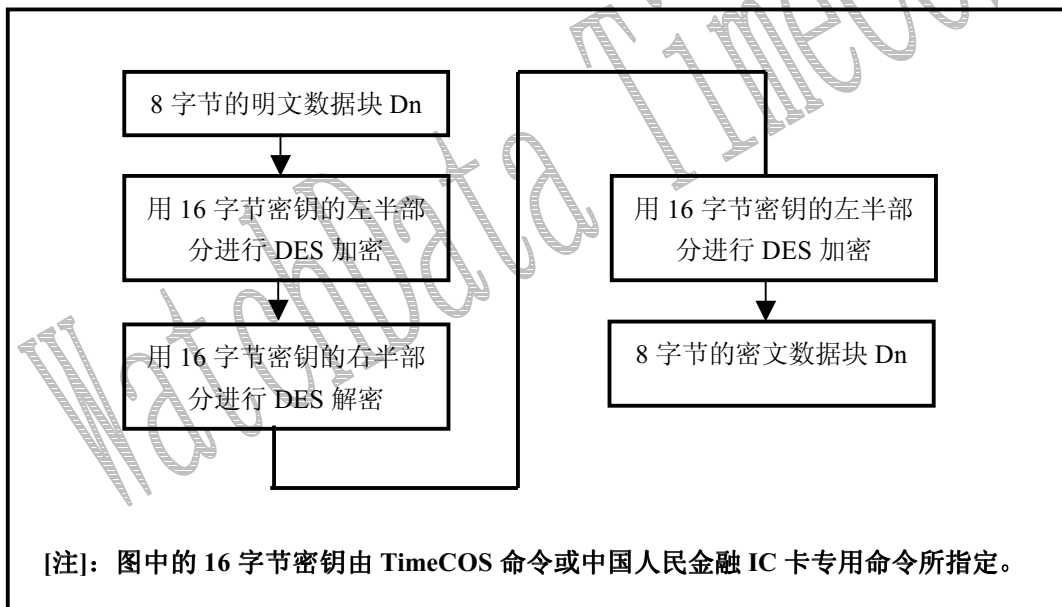 8 字节的明文数据块 Dn
用 16 字节密钥的左半部
分进行 DES 加密
用 16 字节密钥的右半部
分进行 DES 解密
用 16 字节密钥的左半部
分进行 DES 加密
8 字节的密文数据块 Dn
[注]：图中的 16 字节密钥由 TimeCOS 命令或中国人民金融 IC 卡专用命令所指定。
WatchData TimeCOS